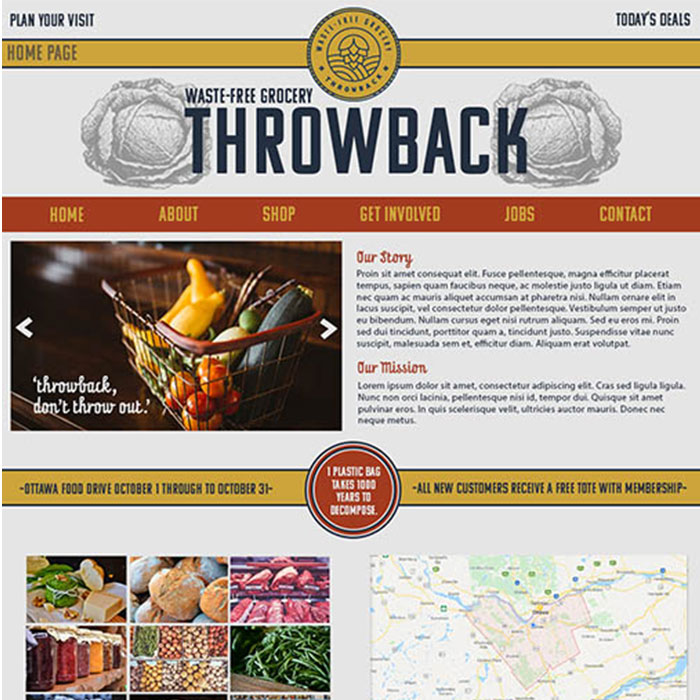 PLAN YOUR VISIT
TODAY'S DEALS
WASTE-FREE GROCERY
THROWBACK
HOME PAGE
WASTE-FREE GROCERY
THROWBACK
HOME ABOUT SHOP GET INVOLVED JOBS CONTACT
'throwback,
don't throw out.'
Our Story
Proin sit amet consequat elit. Fusce pellentesque, magna efficitur placerat
tempus, sapien quam faucibus neque, ac molestie justo ligula ut diam. Etiam
nec quam ac mauris aliquet accumsan at pharetra nisi. Nullam ornare elit in
lacus suscipit, vel consectetur dolor pellentesque. Vestibulum semper ut justo
eu bibendum. Nullam cursus eget nisi rutrum aliquam. Sed eu eros mi. Proin
sed dui tincidunt, porttitor quam a, tincidunt justo. Suspendisse vitae nunc
suscipit, malesuada sem et, efficitur diam. Aliquam erat volutpat.
Our Mission
Lorem ipsum dolor sit amet, consectetur adipiscing elit. Cras sed ligula ligula.
Nunc non orci lacinia, pellentesque nisi id, tempor dui. Quisque sit amet
pulvinar eros. In quis scelerisque velit, ultricies auctor mauris. Donec nec
neque metus.
-OTTAWA FOOD DRIVE OCTOBER 1 THROUGH TO OCTOBER 31-
1 PLASTIC BAG
TAKES 1000
YEARS TO
DECOMPOSE.
-ALL NEW CUSTOMERS RECEIVE A FREE TOTE WITH MEMBERSHIP-
Ottawa